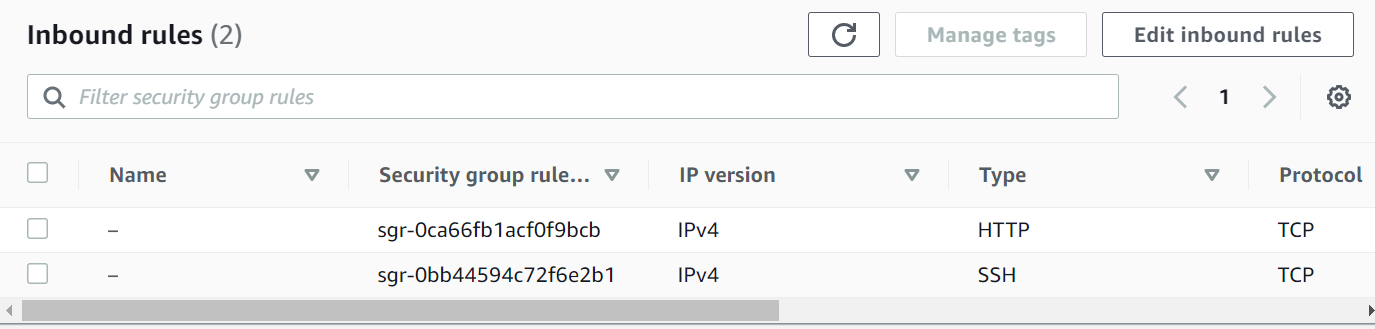 Inbound rules (2)
Manage tags
Edit inbound rules
Filter security group rules
1
Name Security group rule... IP version Type Protocol
– sgr-0ca66fb1acf0f9bcb IPv4 HTTP TCP
– sgr-0bb44594c72f6e2b1 IPv4 SSH TCP